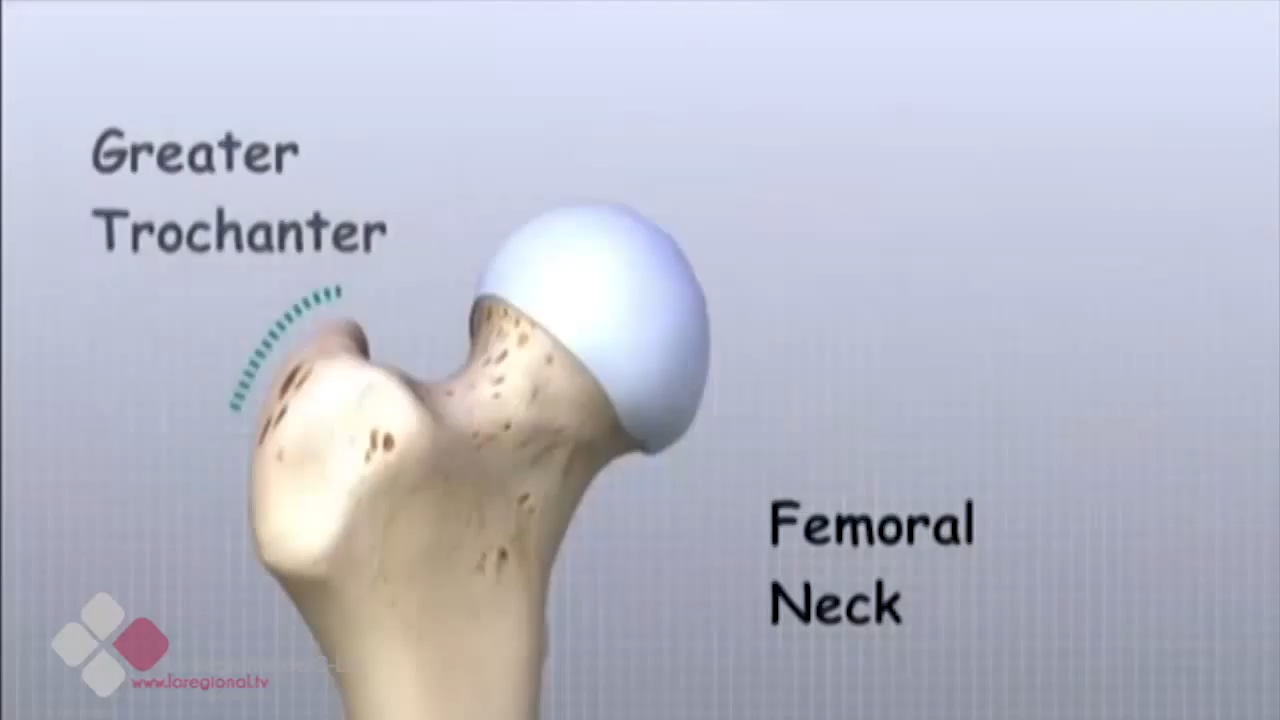 Greater
Trochanter
Femoral
Neck
www.laregional.tv